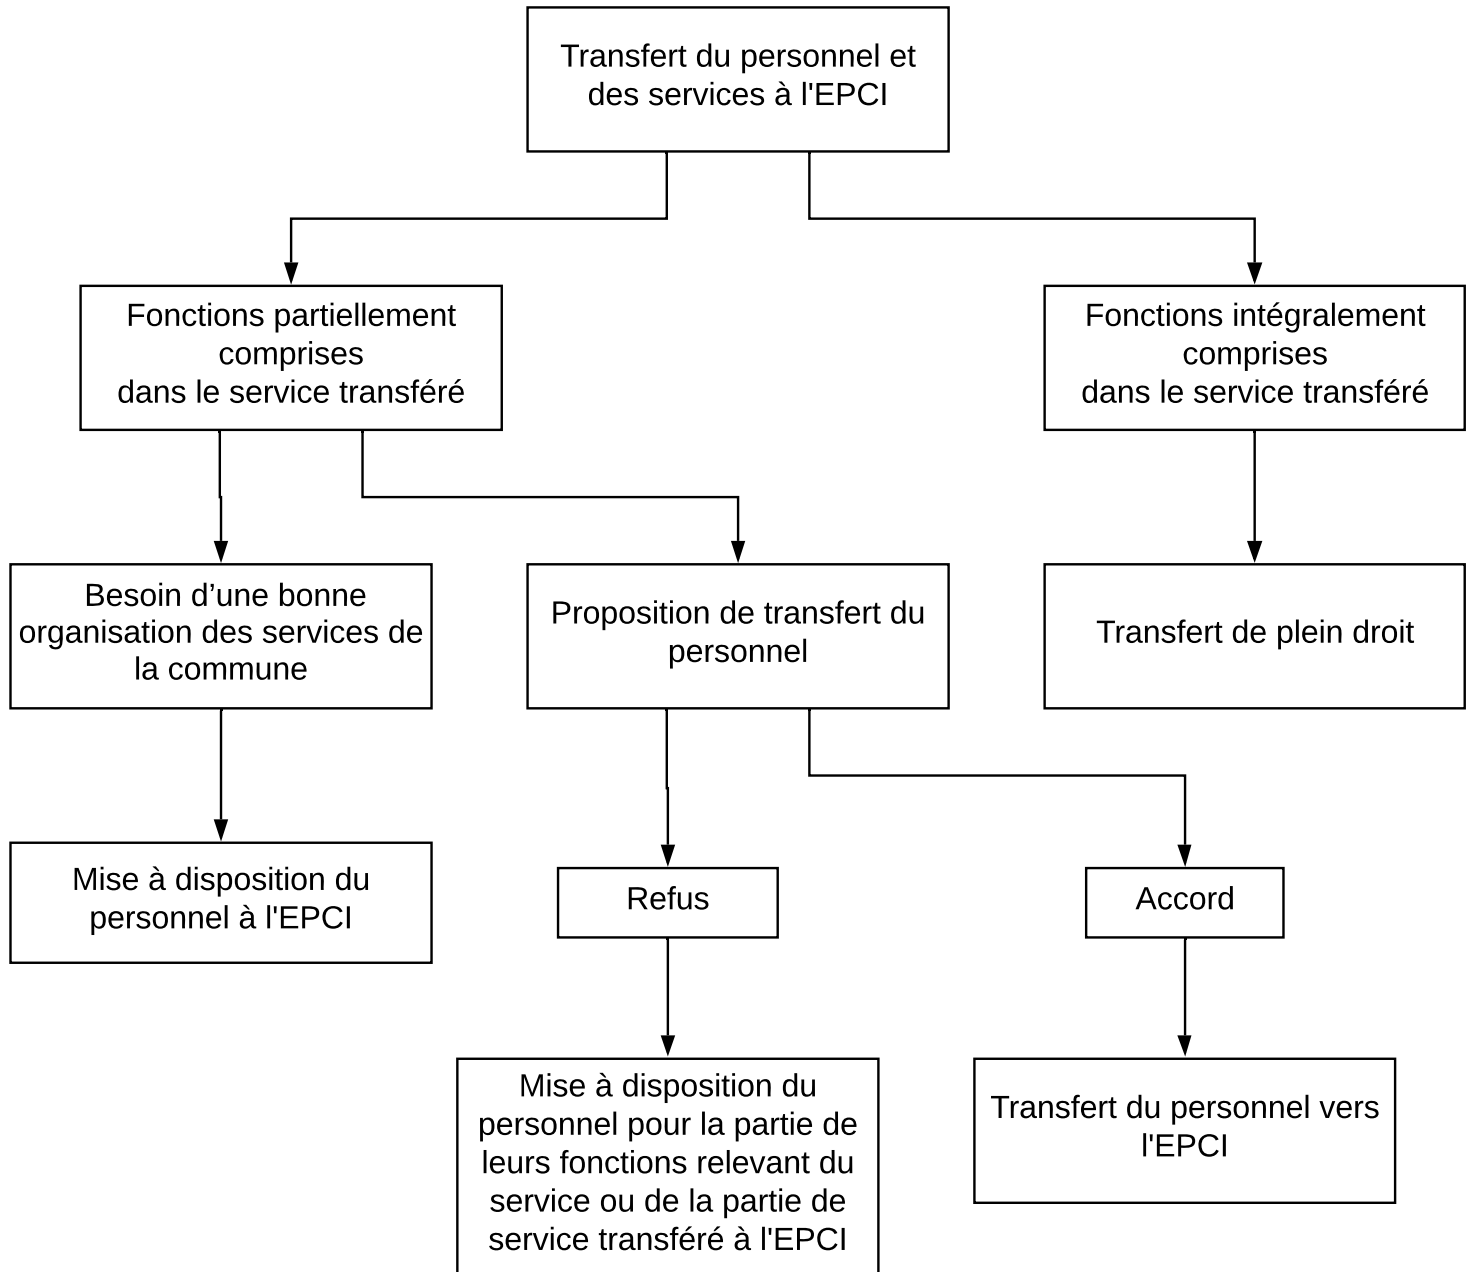 Transfert du personnel et
des services à l'EPCI
Fonctions partiellement
comprises
dans le service transféré
Fonctions intégralement
comprises
dans le service transféré
Besoin d’une bonne
organisation des services de
la commune
Proposition de transfert du
personnel
Transfert de plein droit
Mise à disposition du
personnel à l'EPCI
Refus
Accord
Mise à disposition du
personnel pour la partie de
leurs fonctions relevant du
service ou de la partie de
service transféré à l'EPCI
Transfert du personnel vers
l'EPCI